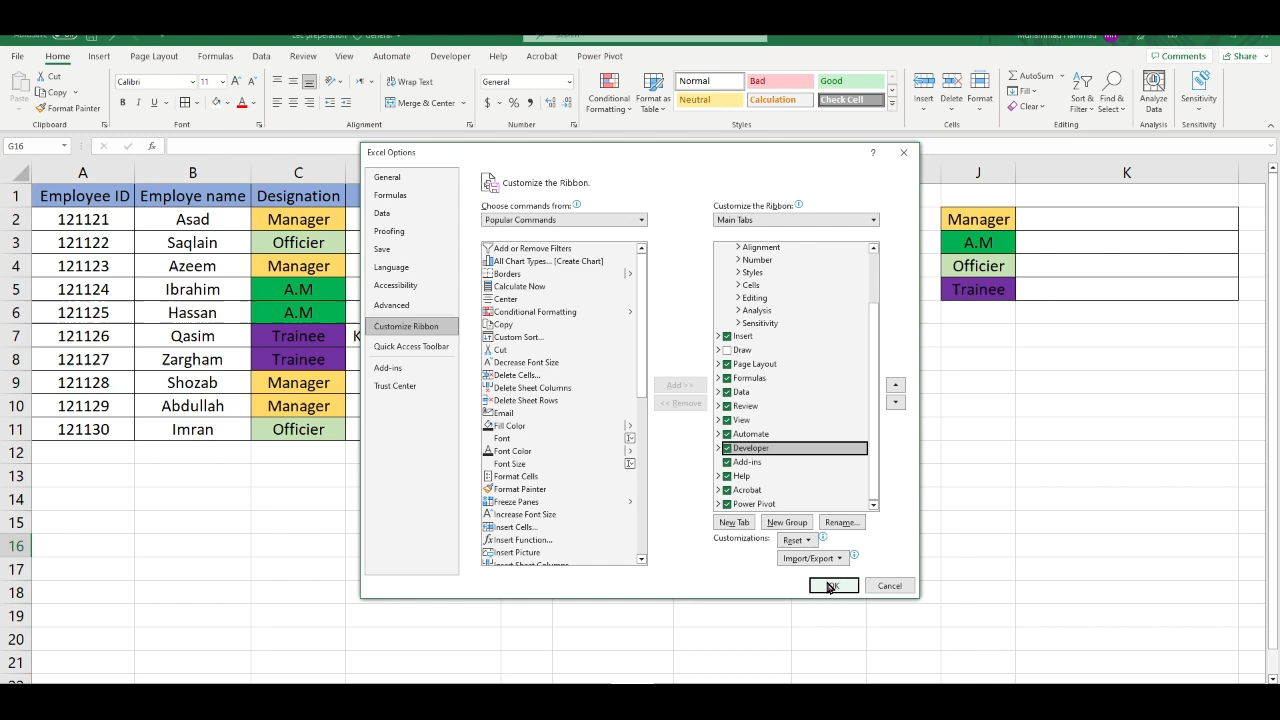 File Home Insert Page Layout Formulas Data Review View Automate Developer Help Acrobat Power Pivot Comments Share
Cut
Copy
Format Painter
Paste
Clipboard
Calibri 11
B I U
Font
Wrap Text
Merge & Center
Alignment
General
Number
Conditional Formatting
Format as Table
Normal Bad Good
Neutral Calculation Check Cell
Styles
Insert Delete Format
Cells
AutoSum
Fill
Clear
Sort & Filter
Find & Select
Editing
Analyze Data
Analysis
Sensitivity
Sensitivity
G16 fx
A B C J K
1 Employee ID Employe name Designation
2 121121 Asad Manager Manager
3 121122 Saqlain Officier A.M
4 121123 Azeem Manager Officier
5 121124 Ibrahim A.M Trainee
6 121125 Hassan A.M
7 121126 Qasim Trainee K
8 121127 Zargham Trainee
9 121128 Shozab Manager
10 121129 Abdullah Manager
11 121130 Imran Officier
12
13
14
15
16
17
18
19
20
21
Excel Options ?
General
Formulas
Data
Proofing
Save
Language
Accessibility
Advanced
Customize Ribbon
Quick Access Toolbar
Add-ins
Trust Center
Customize the Ribbon.
Choose commands from:
Popular Commands
Add or Remove Filters
All Chart Types... [Create Chart]
Borders
Calculate Now
Center
Conditional Formatting
Copy
Custom Sort...
Cut
Decrease Font Size
Delete Cells...
Delete Sheet Columns
Delete Sheet Rows
Email
Fill Color
Font
Font Color
Font Size
Format Cells
Format Painter
Freeze Panes
Increase Font Size
Insert Cells...
Insert Function...
Insert Picture
Insert Sheet Columns
Add >>
<< Remove
Customize the Ribbon:
Main Tabs
Alignment
Number
Styles
Cells
Editing
Analysis
Sensitivity
Insert
Draw
Page Layout
Formulas
Data
Review
View
Automate
Developer
Add-ins
Help
Acrobat
Power Pivot
New Tab New Group Rename...
Customizations: Reset
Import/Export
OK Cancel